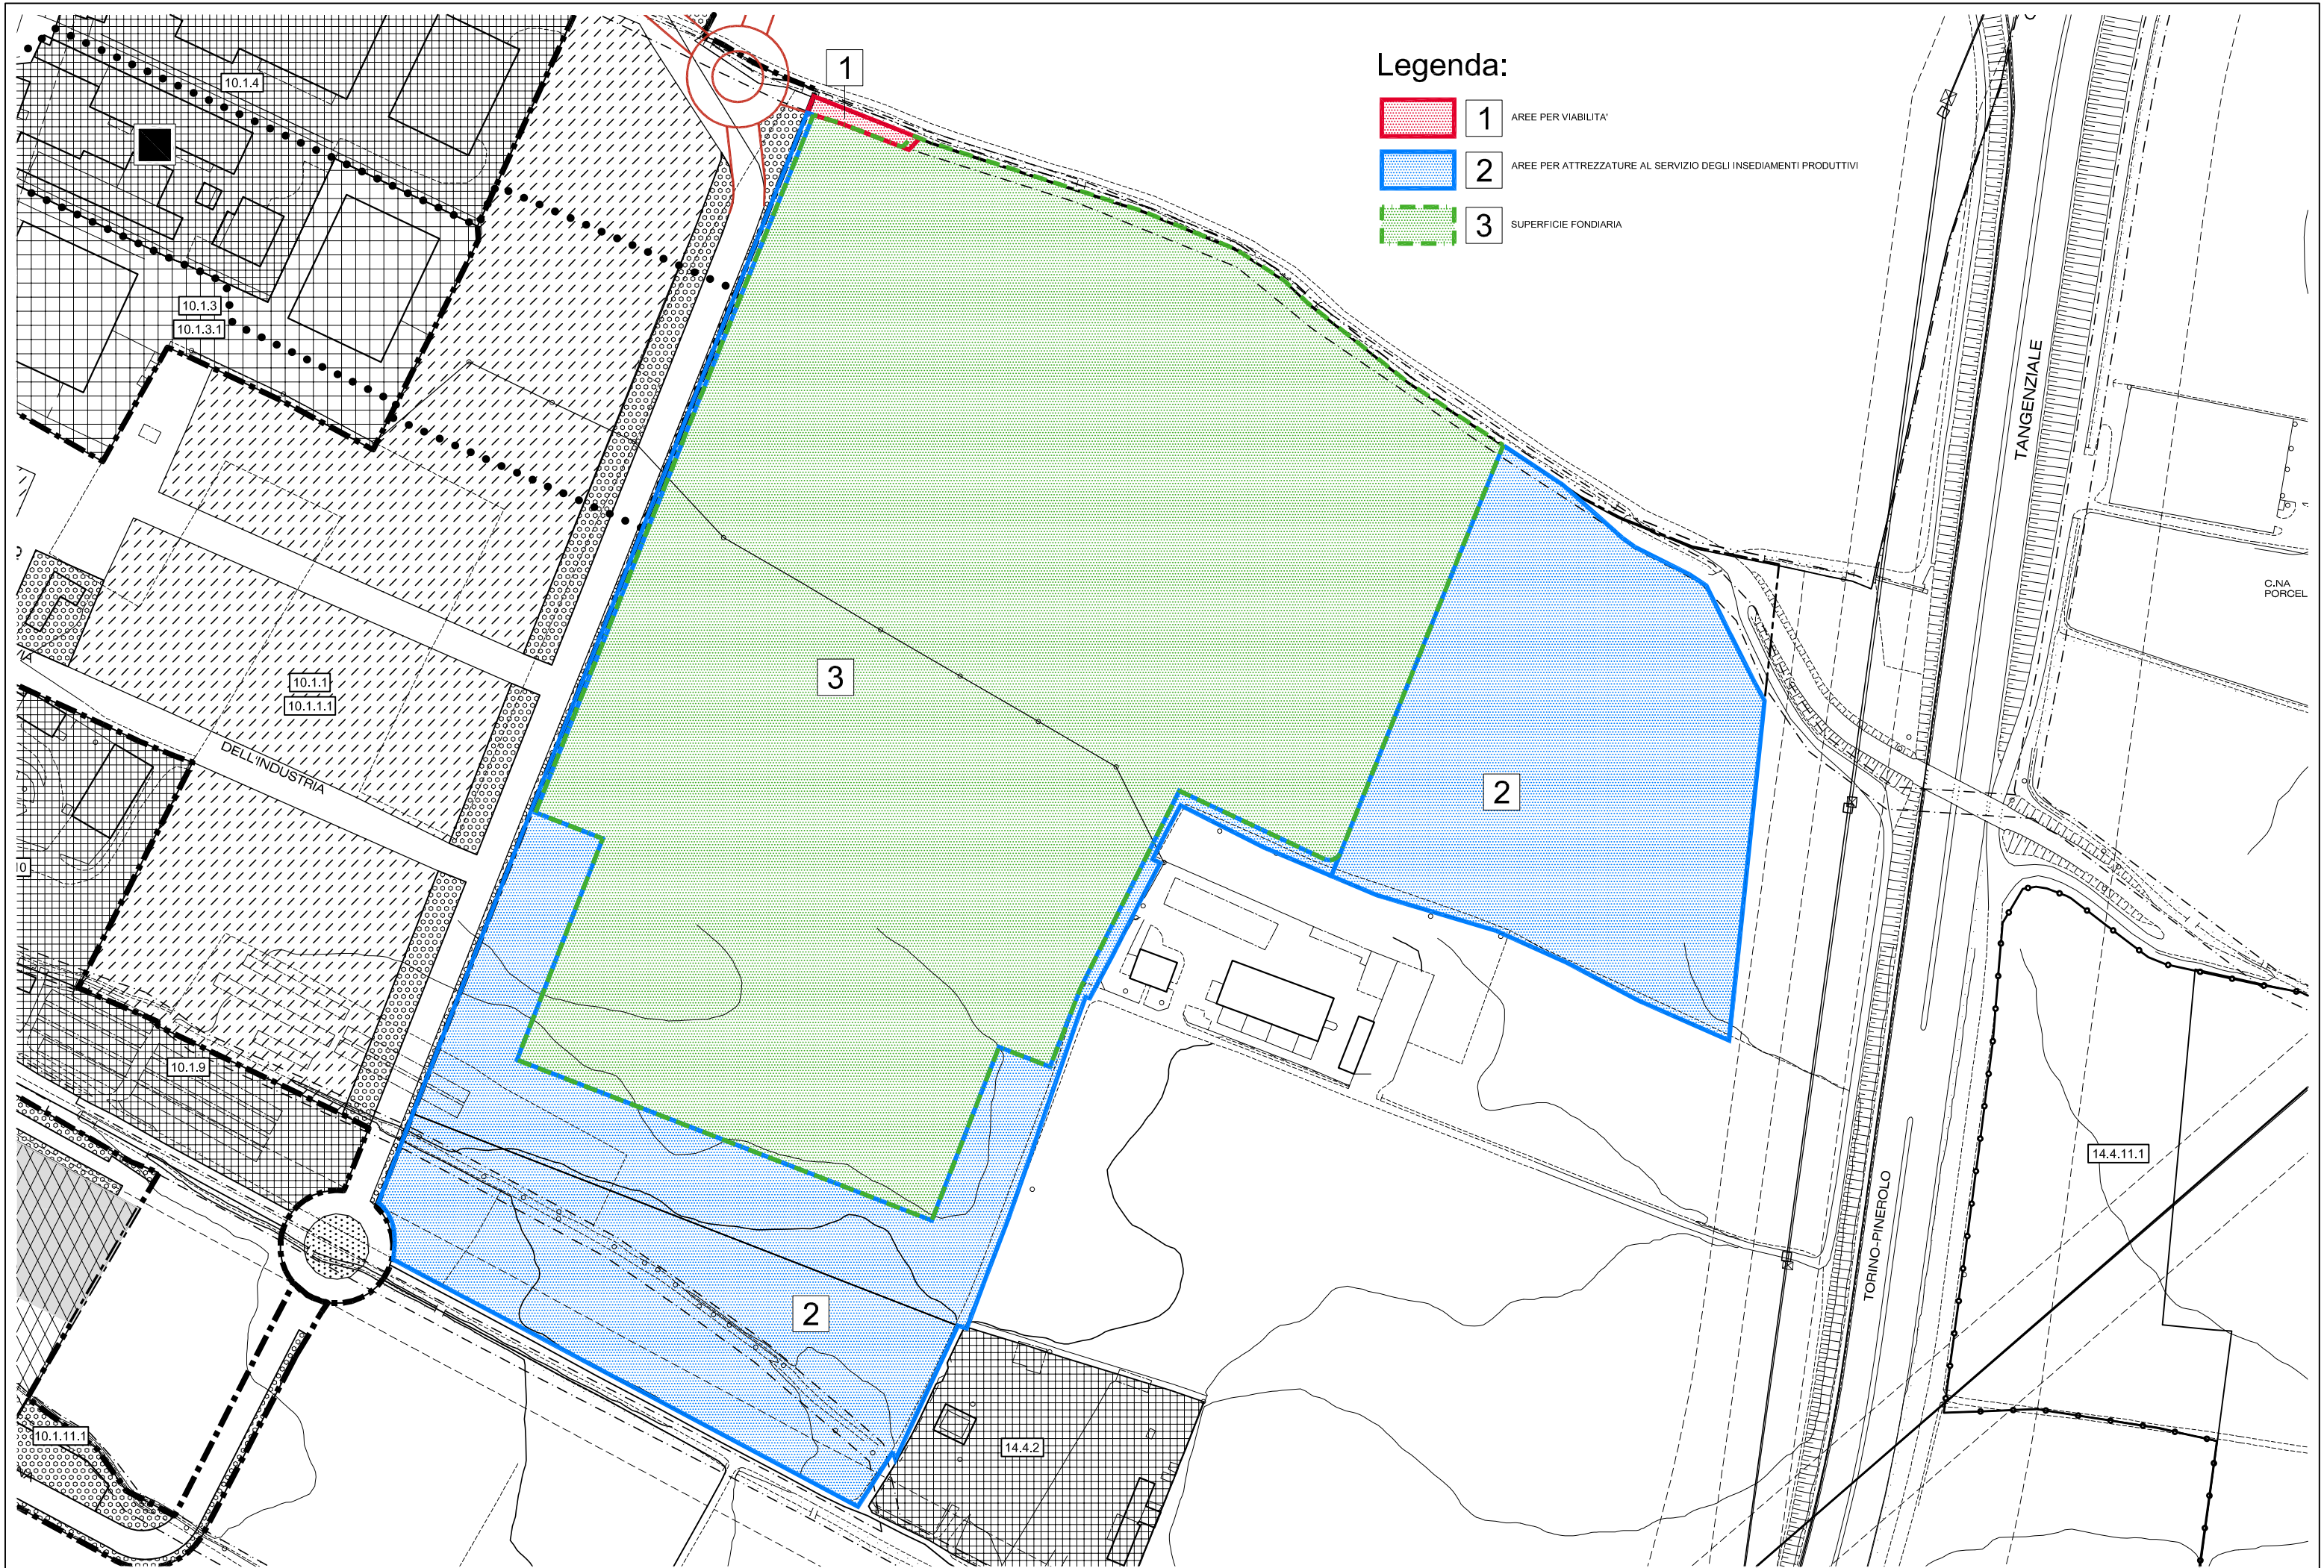 Legenda:
1 AREE PER VIABILITA'
2 AREE PER ATTREZZATURE AL SERVIZIO DEGLI INSEDIAMENTI PRODUTTIVI
3 SUPERFICIE FONDIARIA
1
10.1.4
10.1.3
10.1.3.1
TANGENZIALE
C.NA
PORCEL
3
10.1.1
10.1.1.1
DELL'INDUSTRIA
2
10.1.9
14.4.11.1
TORINO-PINEROLO
2
10.1.11.1
14.4.2